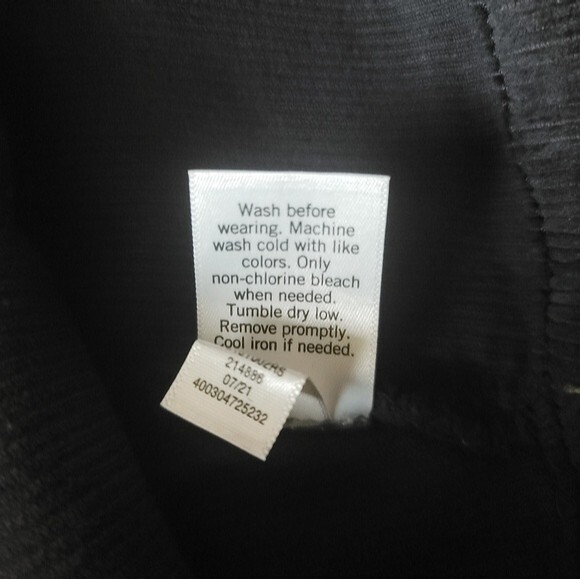 Wash before
wearing. Machine
wash cold with like
colors. Only
non-chlorine bleach
when needed.
Tumble dry low.
Remove promptly.
Cool iron if needed.
214886
07/21
400304725232